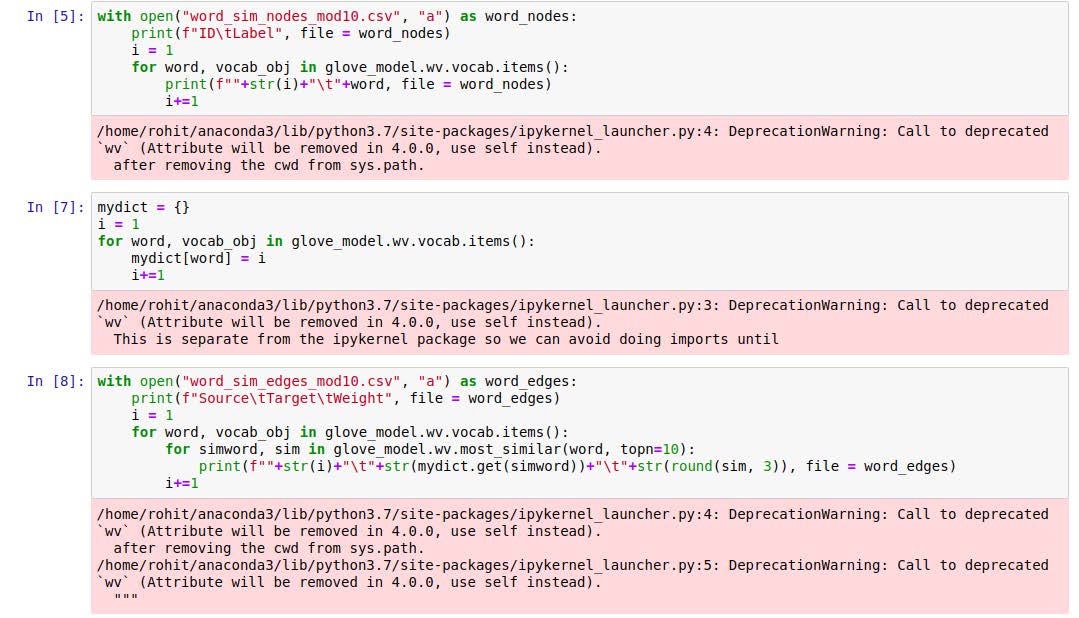 In [5]: with open("word_sim_nodes_mod10.csv", "a") as word_nodes:
    print(f"ID\tLabel", file = word_nodes)
    i = 1
    for word, vocab_obj in glove_model.wv.vocab.items():
        print(f""+str(i)+"\t"+word, file = word_nodes)
        i+=1
/home/rohit/anaconda3/lib/python3.7/site-packages/ipykernel_launcher.py:4: DeprecationWarning: Call to deprecated
`wv` (Attribute will be removed in 4.0.0, use self instead).
  after removing the cwd from sys.path.
In [7]: mydict = {}
i = 1
for word, vocab_obj in glove_model.wv.vocab.items():
    mydict[word] = i
    i+=1
/home/rohit/anaconda3/lib/python3.7/site-packages/ipykernel_launcher.py:3: DeprecationWarning: Call to deprecated
`wv` (Attribute will be removed in 4.0.0, use self instead).
  This is separate from the ipykernel package so we can avoid doing imports until
In [8]: with open("word_sim_edges_mod10.csv", "a") as word_edges:
    print(f"Source\tTarget\tWeight", file = word_edges)
    i = 1
    for word, vocab_obj in glove_model.wv.vocab.items():
        for simword, sim in glove_model.wv.most_similar(word, topn=10):
            print(f""+str(i)+"\t"+str(mydict.get(simword))+"\t"+str(round(sim, 3)), file = word_edges)
        i+=1
/home/rohit/anaconda3/lib/python3.7/site-packages/ipykernel_launcher.py:4: DeprecationWarning: Call to deprecated
`wv` (Attribute will be removed in 4.0.0, use self instead).
  after removing the cwd from sys.path.
/home/rohit/anaconda3/lib/python3.7/site-packages/ipykernel_launcher.py:5: DeprecationWarning: Call to deprecated
`wv` (Attribute will be removed in 4.0.0, use self instead).
  """